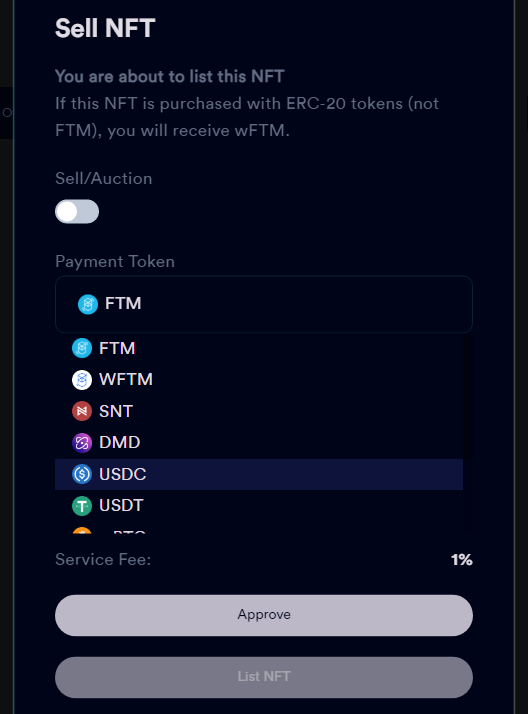 Sell NFT
You are about to list this NFT
If this NFT is purchased with ERC-20 tokens (not
FTM), you will receive wFTM.
Sell/Auction
Payment Token
FTM
FTM
WFTM
SNT
DMD
USDC
USDT
Service Fee: 1%
Approve
List NFT